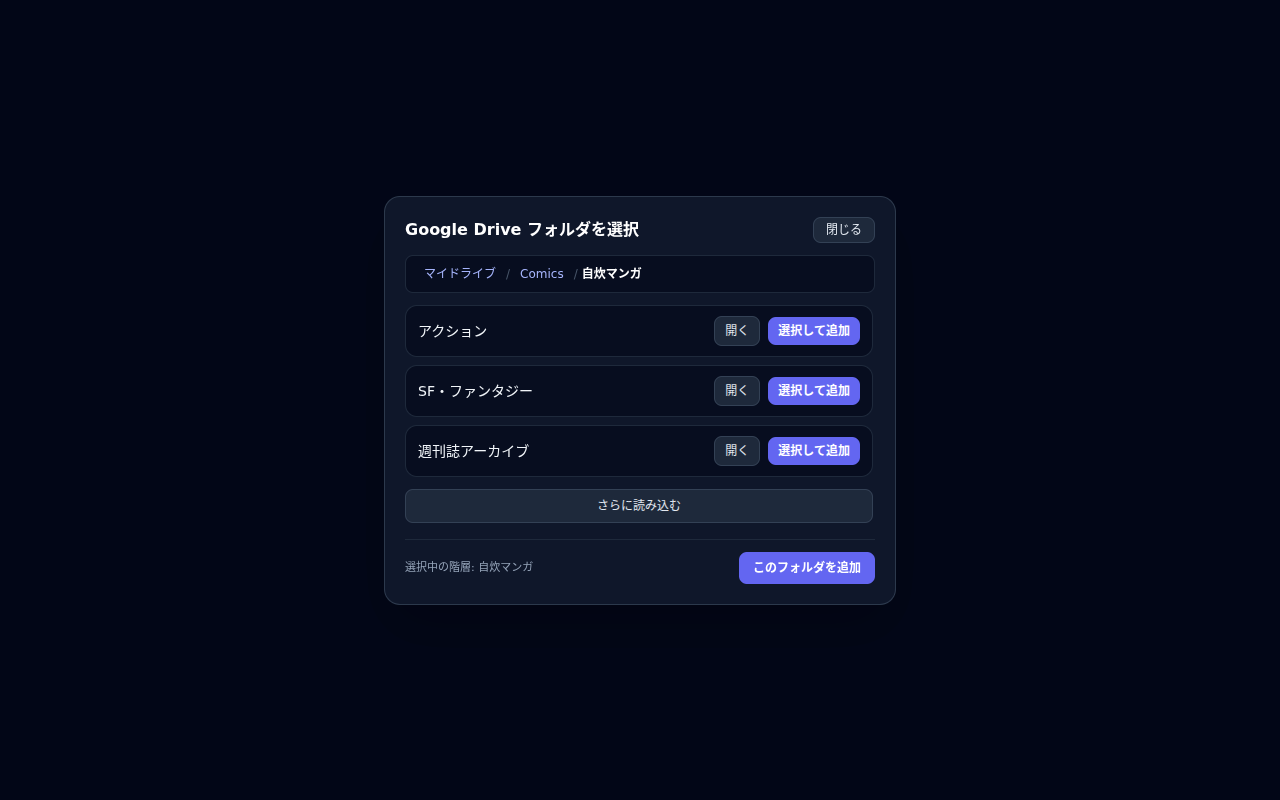 Google Drive フォルダを選択 閉じる
マイドライブ / Comics / 自炊マンガ
アクション 開く 選択して追加
SF・ファンタジー 開く 選択して追加
週刊誌アーカイブ 開く 選択して追加
さらに読み込む
選択中の階層: 自炊マンガ このフォルダを追加